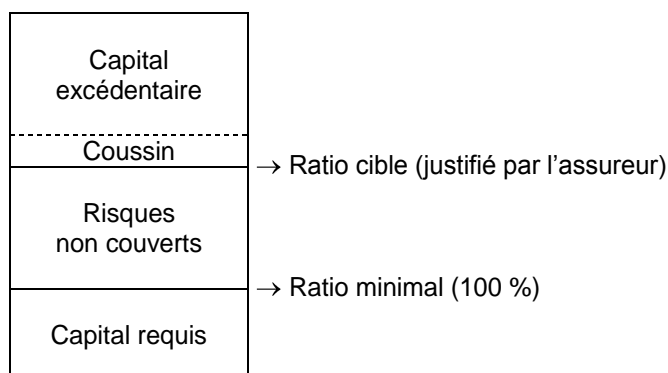 Capital
excédentaire
Coussin
→ Ratio cible (justifié par l’assureur)
Risques
non couverts
→ Ratio minimal (100 %)
Capital requis